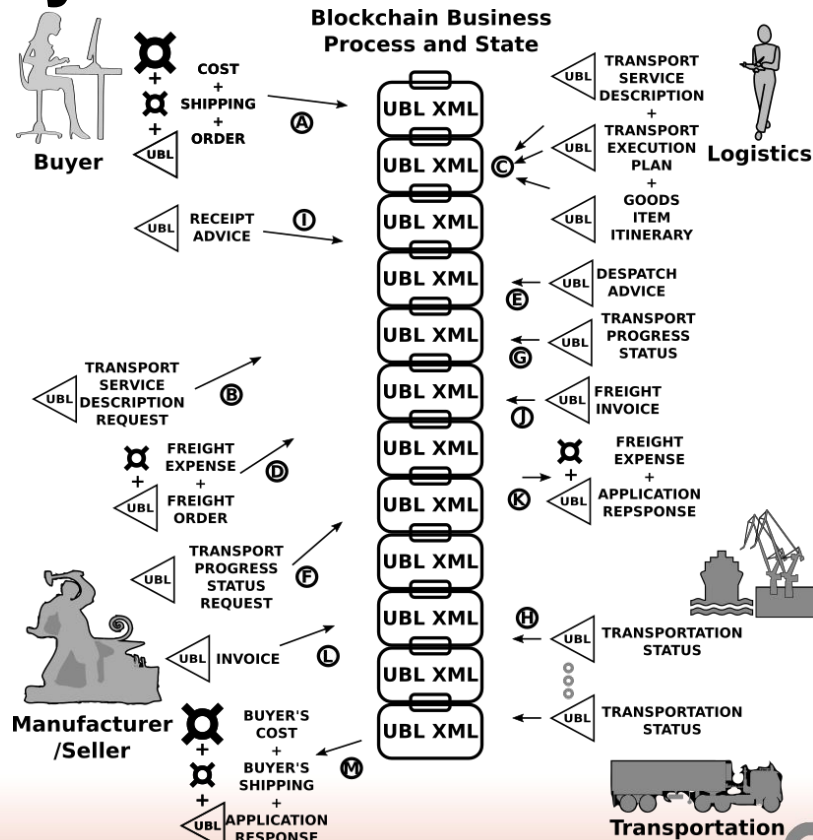 Blockchain Business
Process and State
COST
+
SHIPPING
+
ORDER
+
+
UBL
A
Buyer
RECEIPT
ADVICE
UBL
I
TRANSPORT
SERVICE
DESCRIPTION
REQUEST
UBL
B
FREIGHT
EXPENSE
+
FREIGHT
ORDER
+
UBL
D
TRANSPORT
PROGRESS
STATUS
REQUEST
UBL
F
UBL
INVOICE
L
Manufacturer
/Seller
BUYER'S
COST
+
BUYER'S
SHIPPING
+
APPLICATION
RESPONSE
+
+
UBL
M
UBL XML
UBL XML
UBL XML
UBL XML
UBL XML
UBL XML
UBL XML
UBL XML
UBL XML
UBL XML
UBL XML
UBL XML
UBL
TRANSPORT
SERVICE
DESCRIPTION
+
UBL
TRANSPORT
EXECUTION
PLAN
+
UBL
GOODS
ITEM
ITINERARY
C
Logistics
UBL
DESPATCH
ADVICE
E
UBL
TRANSPORT
PROGRESS
STATUS
G
UBL
FREIGHT
INVOICE
J
FREIGHT
EXPENSE
+
APPLICATION
REPSPONSE
+
UBL
K
H
UBL
TRANSPORTATION
STATUS
UBL
TRANSPORTATION
STATUS
Transportation